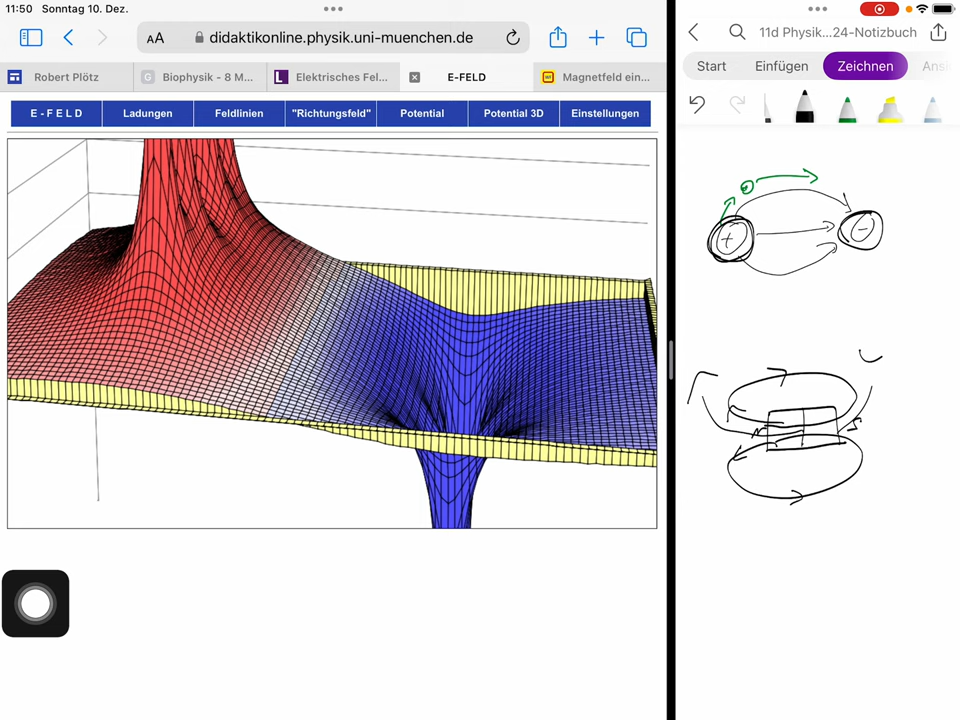 11:50 Sonntag 10. Dez.
AA didaktikonline.physik.uni-muenchen.de
Robert Plötz
G Biophysik - 8 M...
L Elektrisches Fel...
E-FELD
Magnetfeld ein...
E - F E L D
Ladungen
Feldlinien
"Richtungsfeld"
Potential
Potential 3D
Einstellungen
11d Physik...24-Notizbuch
Start
Einfügen
Zeichnen
Ansi
+
-